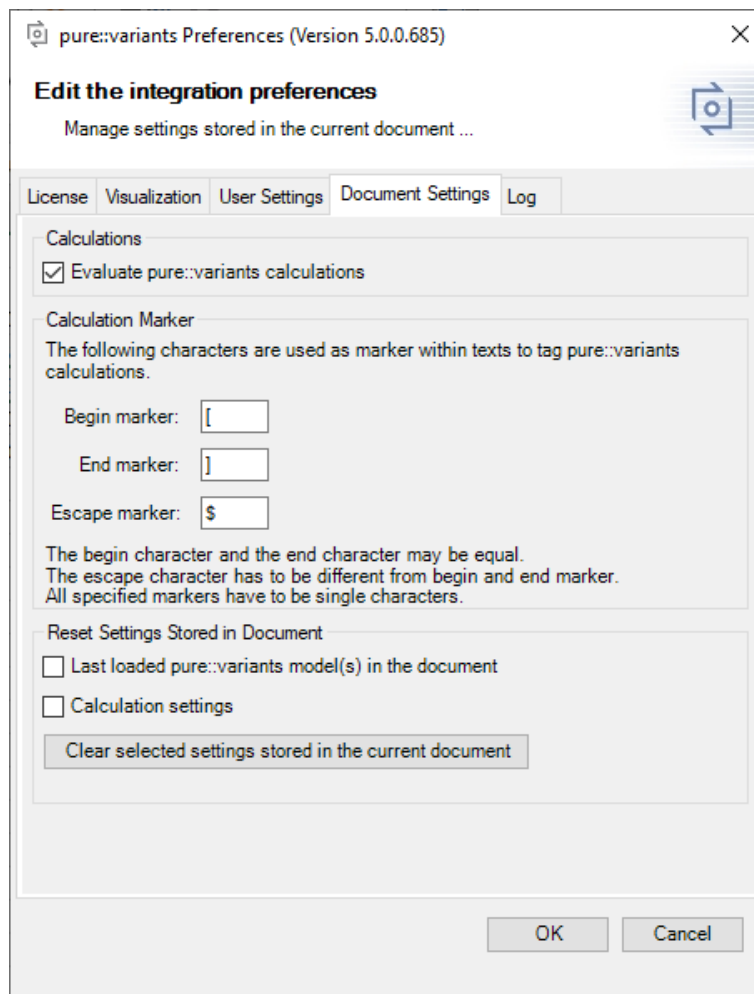 pure::variants Preferences (Version 5.0.0.685)
Edit the integration preferences
Manage settings stored in the current document ...
License Visualization User Settings Document Settings Log
Calculations
Evaluate pure::variants calculations
Calculation Marker
The following characters are used as marker within texts to tag pure::variants
calculations.
Begin marker: [
End marker: ]
Escape marker: $
The begin character and the end character may be equal.
The escape character has to be different from begin and end marker.
All specified markers have to be single characters.
Reset Settings Stored in Document
Last loaded pure::variants model(s) in the document
Calculation settings
Clear selected settings stored in the current document
OK Cancel